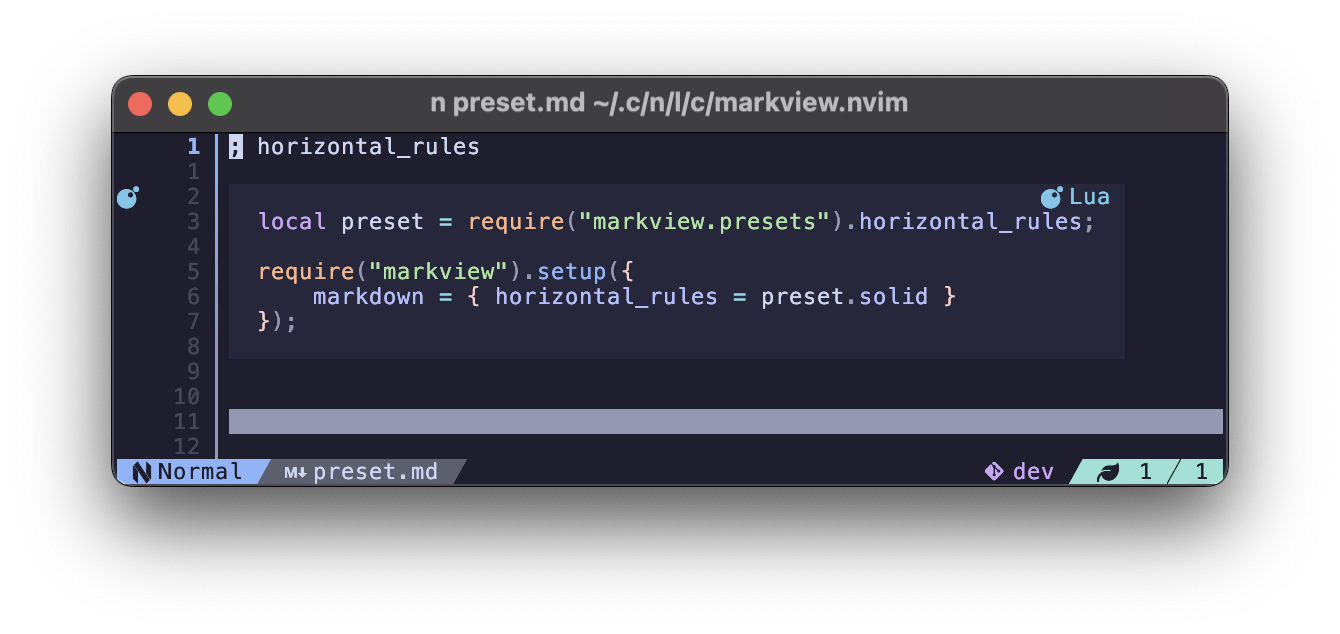 n preset.md ~/.c/n/l/c/markview.nvim
1 ; horizontal_rules
1
2 Lua
3 local preset = require("markview.presets").horizontal_rules;
4
5 require("markview").setup({
6     markdown = { horizontal_rules = preset.solid }
7 });
8
9
10
11
12
Normal M↓ preset.md dev 1 / 1